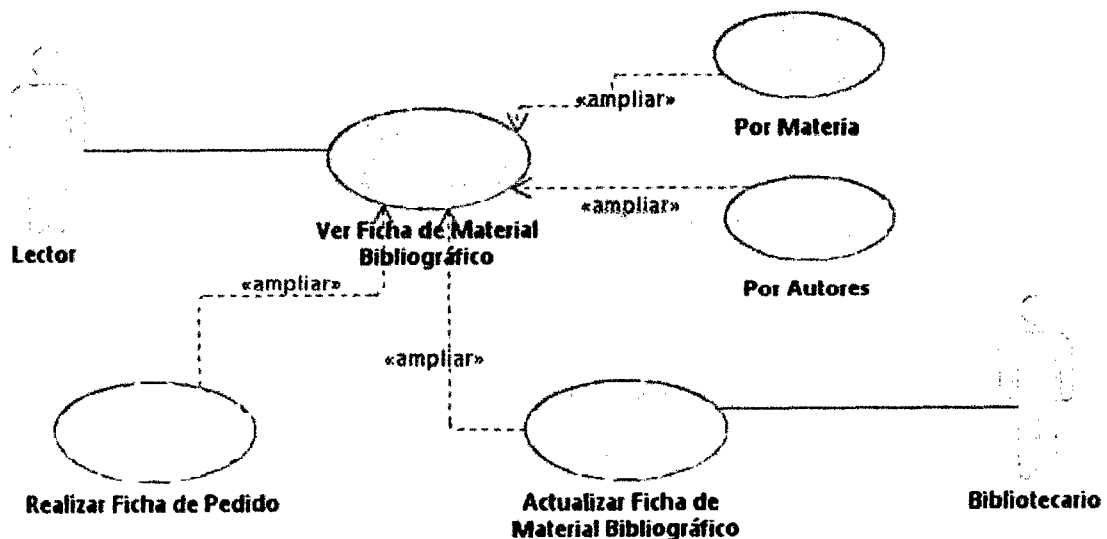 «ampliar»
Por Materia
Lector
Ver Ficha de Material
Bibliográfico
«ampliar»
Por Autores
«ampliar»
«ampliar»
Realizar Ficha de Pedido
Actualizar Ficha de
Material Bibliográfico
Bibliotecario